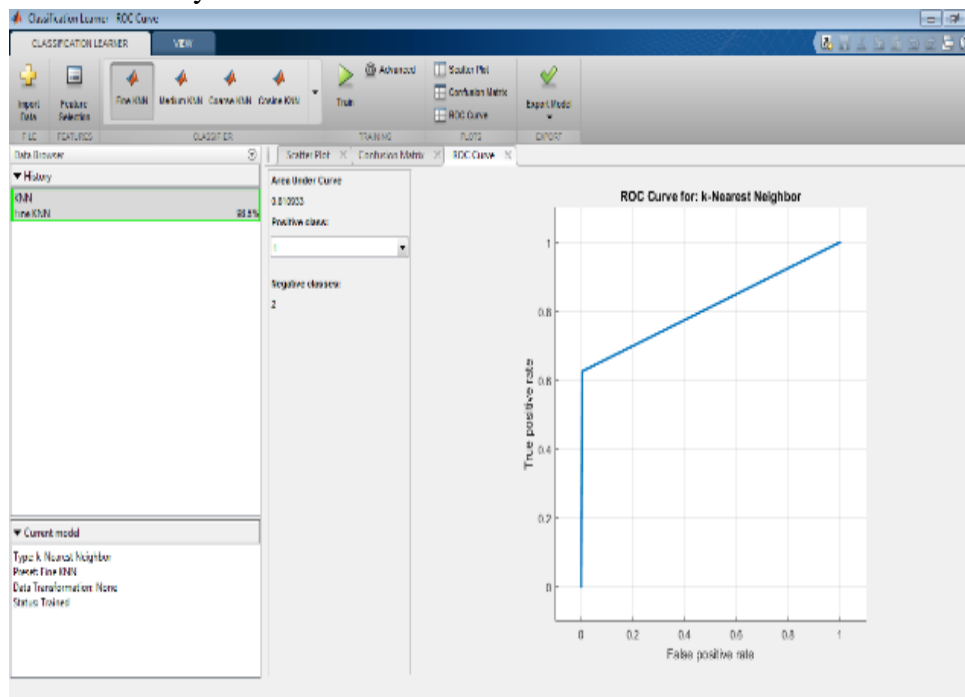 Classification Learner - ROC Curve
CLASSIFICATION LEARNER
VIEW
Import Data
Feature Selection
Fine KNN
Medium KNN
Coarse KNN
Cosine KNN
Train
Advanced
Scatter Plot
Confusion Matrix
ROC Curve
Export Model
FILE
FEATURES
CLASSIFIER
TRAINING
PLOTS
EXPORT
Data Browser
Scatter Plot
Confusion Matrix
ROC Curve
History
KNN
Fine KNN
Area Under Curve
0.810933
Positive class:
1
Negative classes:
2
ROC Curve for: k-Nearest Neighbor
1
0.8
0.6
0.4
0.2
0
True positive rate
0
0.2
0.4
0.6
0.8
1
False positive rate
Current model
Type: k-Nearest Neighbor
Preset: Fine KNN
Data Transformation: None
Status: Trained